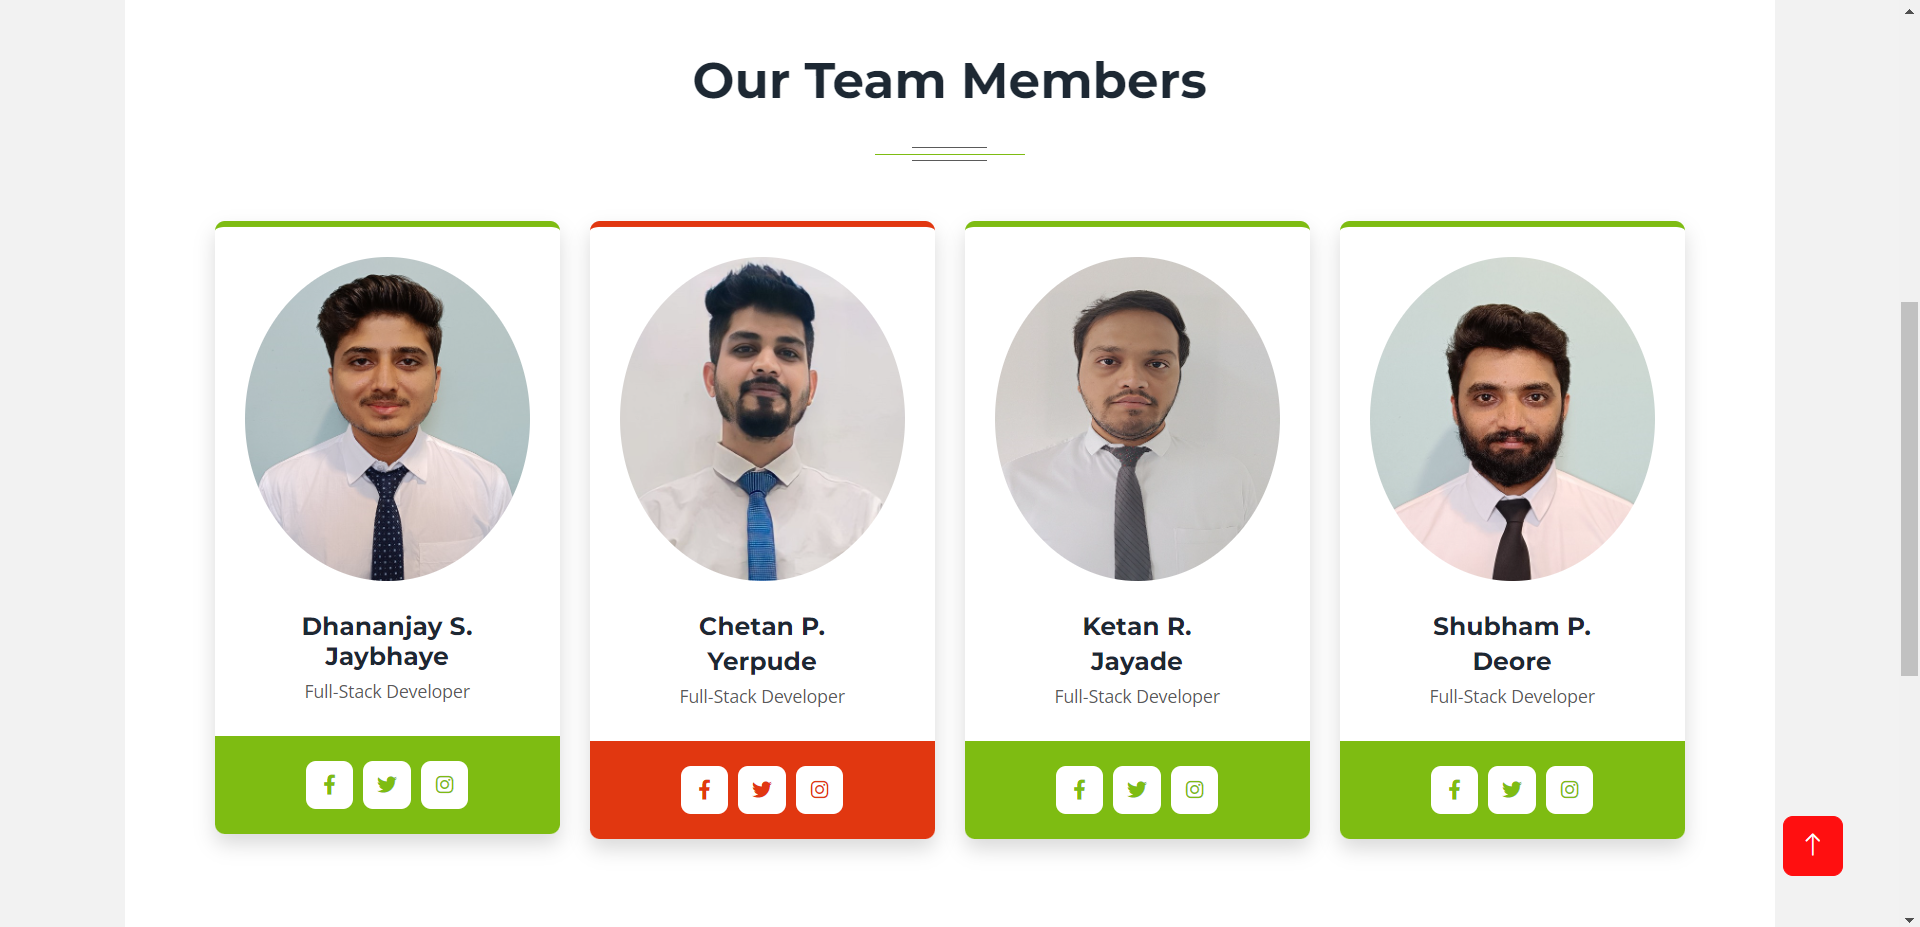 Our Team Members
Dhananjay S.
Jaybhaye
Full-Stack Developer
Chetan P.
Yerpude
Full-Stack Developer
Ketan R.
Jayade
Full-Stack Developer
Shubham P.
Deore
Full-Stack Developer